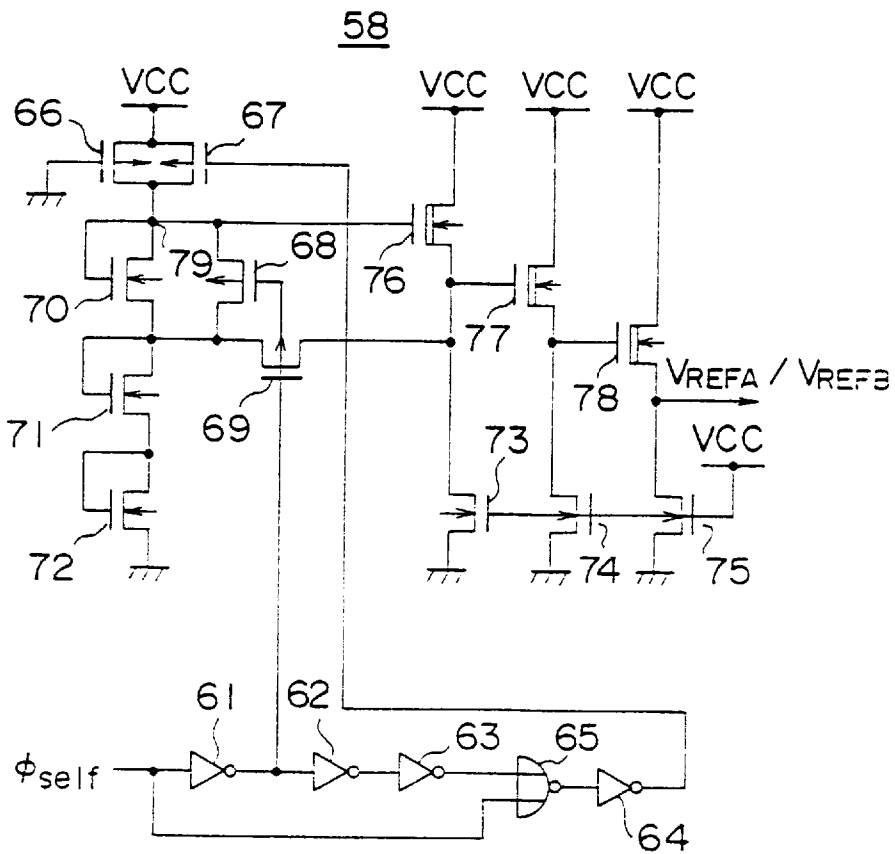 58
VCC
VCC
VCC
VCC
66
67
79
68
76
70
77
78
VREFA / VREFB
71
69
73
VCC
72
74
75
61
62
63
65
ϕself
64